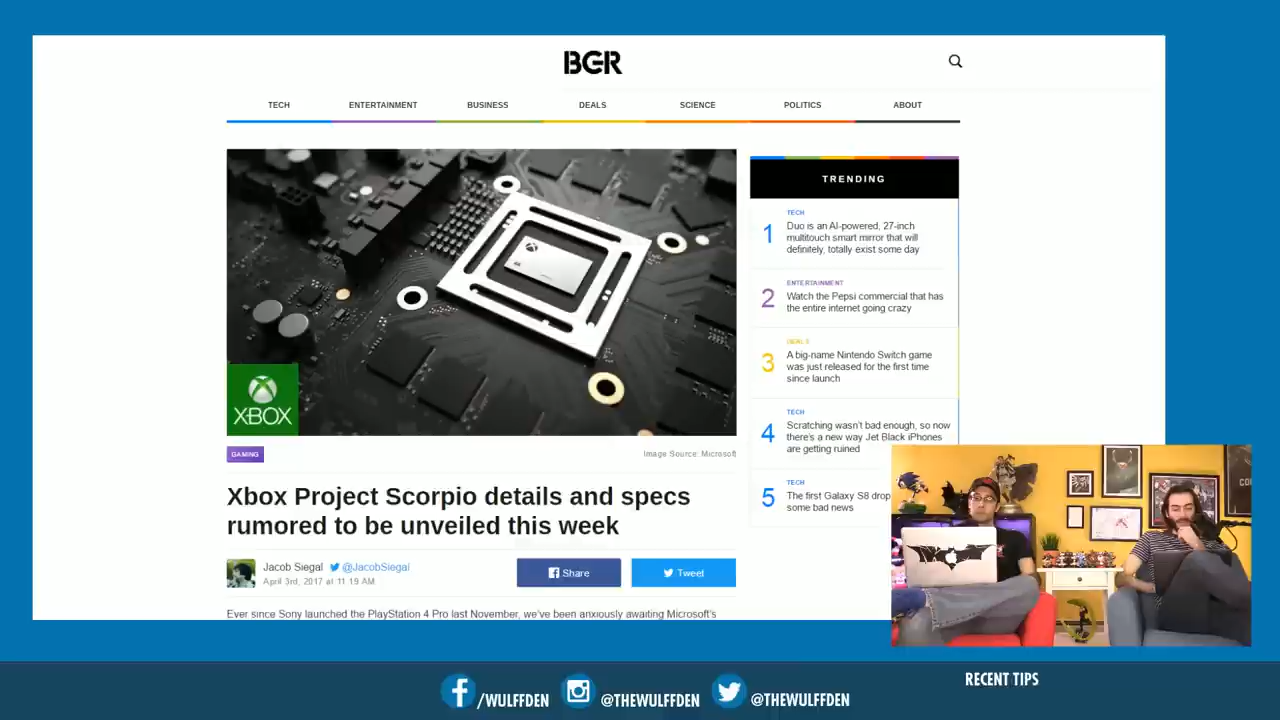 BGR
TECH
ENTERTAINMENT
BUSINESS
DEALS
SCIENCE
POLITICS
ABOUT
XBOX
GAMING
Image Source: Microsoft
Xbox Project Scorpio details and specs
rumored to be unveiled this week
Jacob Siegal @JacobSiegal
April 3rd, 2017 at 11:19 AM
Share
Tweet
Ever since Sony launched the PlayStation 4 Pro last November, we've been anxiously awaiting Microsoft's
TRENDING
1
TECH
Duo is an AI-powered, 27-inch
multitouch smart mirror that will
definitely, totally exist some day
2
ENTERTAINMENT
Watch the Pepsi commercial that has
the entire internet going crazy
3
DEALS
A big-name Nintendo Switch game
was just released for the first time
since launch
4
TECH
Scratching wasn't bad enough, so now
there's a new way Jet Black iPhones
are getting ruined
5
TECH
The first Galaxy S8 drop
some bad news
/WULFFDEN
@THEWULFFDEN
@THEWULFFDEN
RECENT TIPS